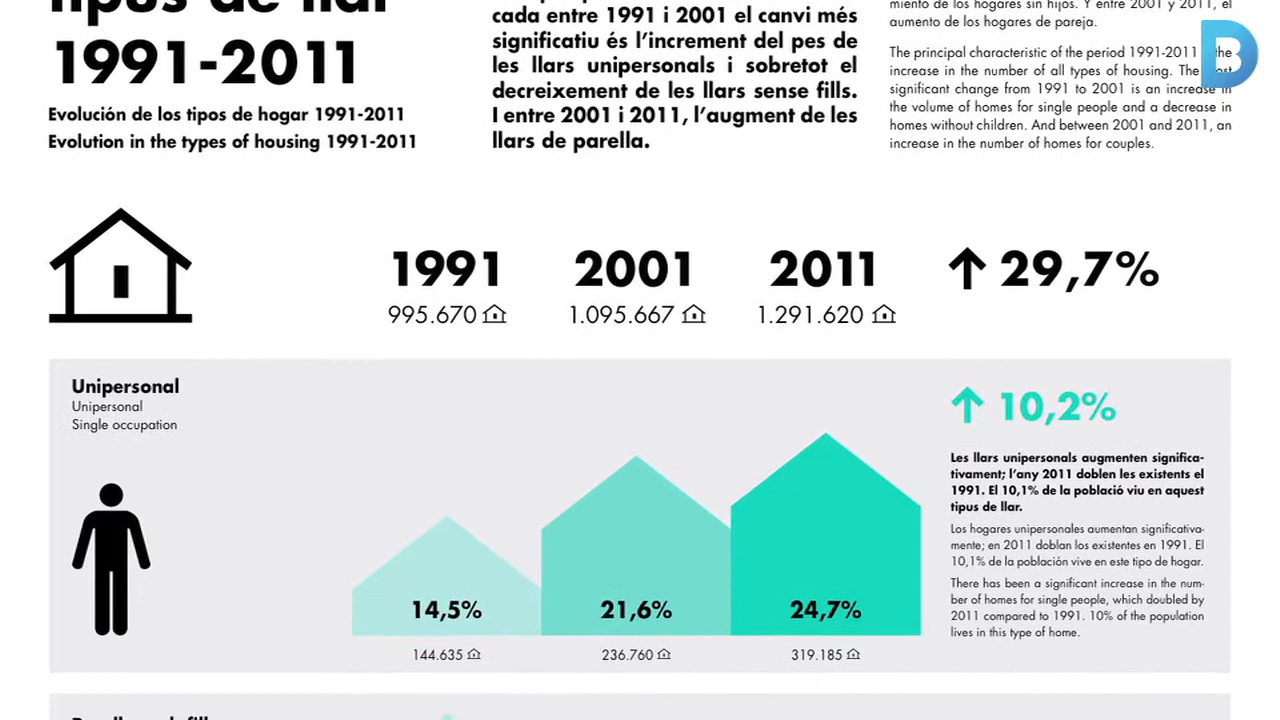 tipus de llar
1991-2011
Evolución de los tipos de hogar 1991-2011
Evolution in the types of housing 1991-2011
cada entre 1991 i 2001 el canvi més
significatiu és l’increment del pes de
les llars unipersonals i sobretot el
decreixement de les llars sense fills.
I entre 2001 i 2011, l’augment de les
llars de parella.
miento de los hogares sin hijos. Y entre 2001 y 2011, el
aumento de los hogares de pareja.
The principal characteristic of the period 1991-2011 the
increase in the number of all types of housing. The
significant change from 1991 to 2001 is an increase in
the volume of homes for single people and a decrease in
homes without children. And between 2001 and 2011, an
increase in the number of homes for couples.
B
1991 2001 2011 ↑ 29,7%
995.670 1.095.667 1.291.620
Unipersonal
Unipersonal
Single occupation
14,5% 21,6% 24,7%
144.635 236.760 319.185
↑ 10,2%
Les llars unipersonals augmenten significa-
tivament; l’any 2011 doblen les existents el
1991. El 10,1% de la població viu en aquest
tipus de llar.
Los hogares unipersonales aumentan significativa-
mente; en 2011 doblan los existentes en 1991. El
10,1% de la población vive en este tipo de hogar.
There has been a significant increase in the num-
ber of homes for single people, which doubled by
2011 compared to 1991. 10% of the population
lives in this type of home.